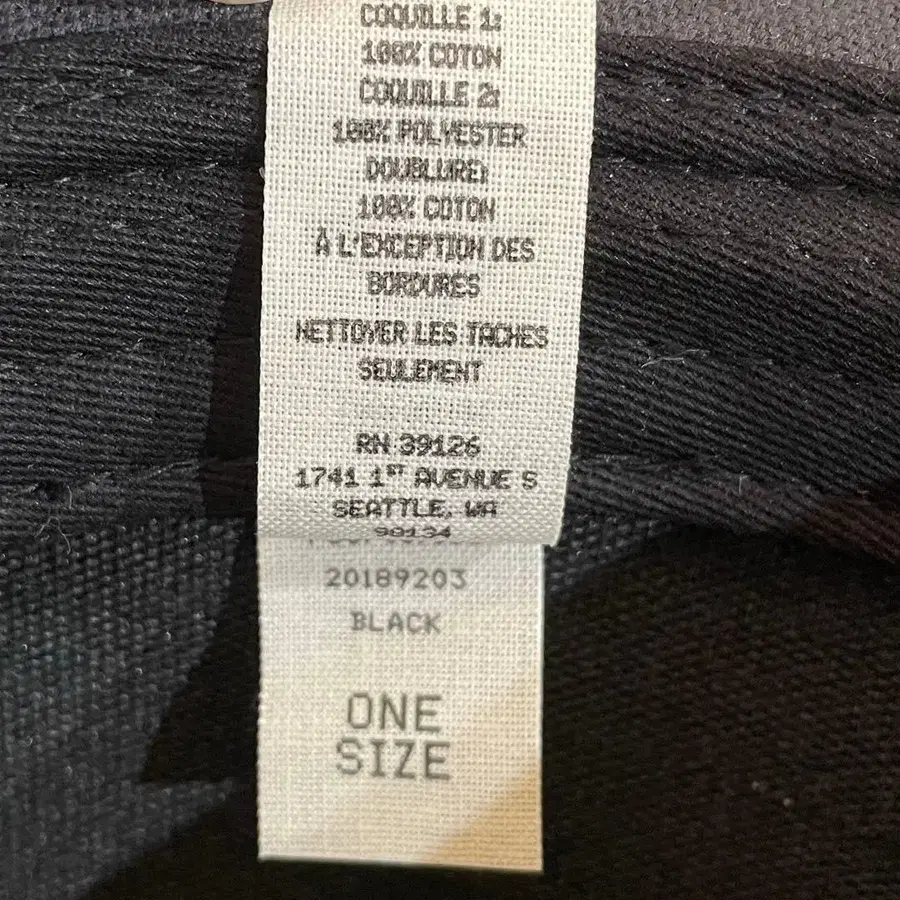 COQUILLE 1:
100% COTON
COQUILLE 2:
100% POLYESTER
DOUBLURE:
100% COTON
À L'EXCEPTION DES
BORDURES
NETTOYER LES TACHES
SEULEMENT
RN 39126
1741 1ST AVENUE S
SEATTLE, WA
98134
20189203
BLACK
ONE
SIZE